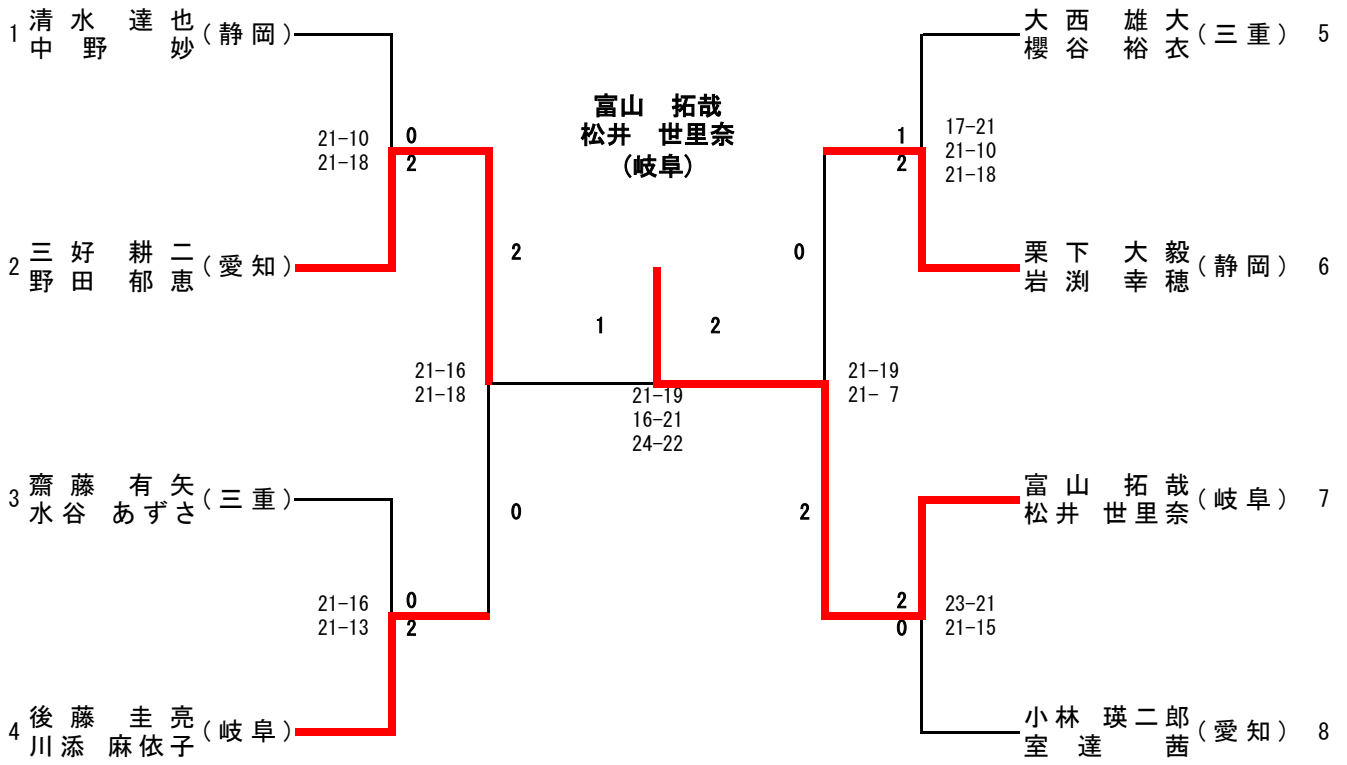 1 清水 達也 (静岡)
中野 妙
大西 雄大 (三重) 5
櫻谷 裕衣
富山 拓哉
松井 世里奈
(岐阜)
21-10 0
21-18 2
1 17-21
2 21-10
21-18
2 三好 耕二 (愛知)
野田 郁恵
2
0
栗下 大毅 (静岡) 6
岩渕 幸穂
1 2
21-16
21-18
21-19
16-21
24-22
21-19
21- 7
3 齋藤 有矢 (三重)
水谷 あずさ
0
2
富山 拓哉 (岐阜) 7
松井 世里奈
21-16 0
21-13 2
2 23-21
0 21-15
4 後藤 圭亮 (岐阜)
川添 麻依子
小林 瑛二郎 (愛知) 8
室達 茜